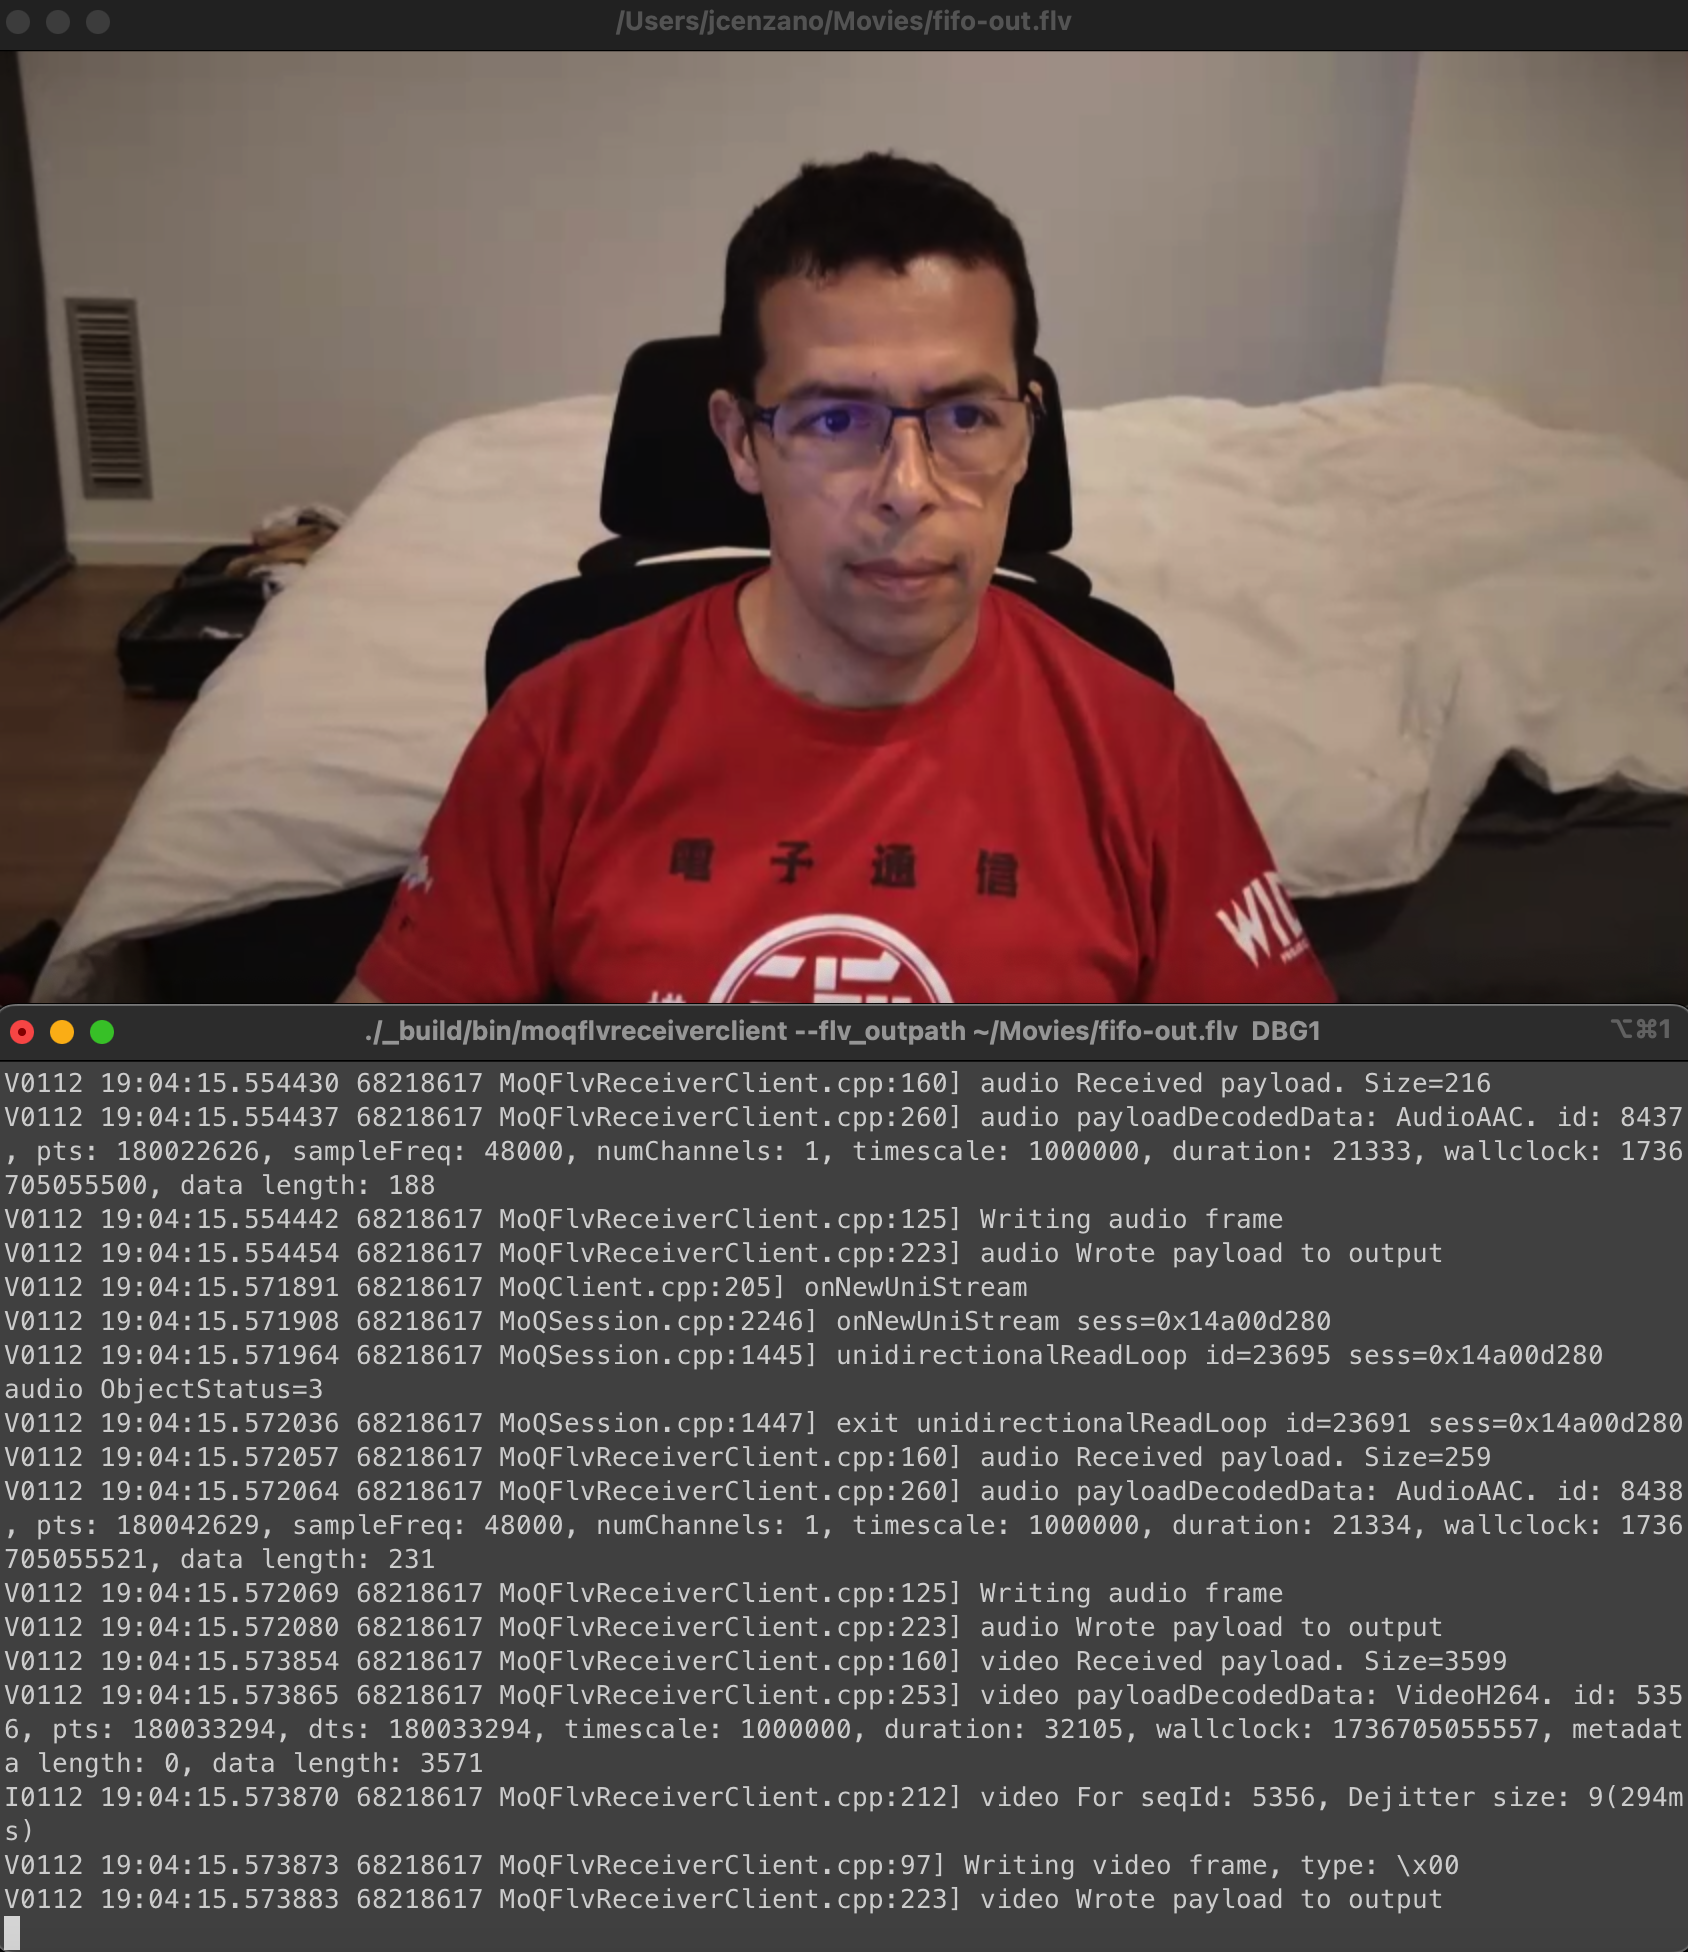 /Users/jcenzano/Movies/fifo-out.flv
電子通信
./_build/bin/moqflvreceiverclient --flv_outpath ~/Movies/fifo-out.flv DBG1
⌥⌘1
V0112 19:04:15.554430 68218617 MoQFlvReceiverClient.cpp:160] audio Received payload. Size=216
V0112 19:04:15.554437 68218617 MoQFlvReceiverClient.cpp:260] audio payloadDecodedData: AudioAAC. id: 8437
, pts: 180022626, sampleFreq: 48000, numChannels: 1, timescale: 1000000, duration: 21333, wallclock: 1736
705055500, data length: 188
V0112 19:04:15.554442 68218617 MoQFlvReceiverClient.cpp:125] Writing audio frame
V0112 19:04:15.554454 68218617 MoQFlvReceiverClient.cpp:223] audio Wrote payload to output
V0112 19:04:15.571891 68218617 MoQClient.cpp:205] onNewUniStream
V0112 19:04:15.571908 68218617 MoQSession.cpp:2246] onNewUniStream sess=0x14a00d280
V0112 19:04:15.571964 68218617 MoQSession.cpp:1445] unidirectionalReadLoop id=23695 sess=0x14a00d280
audio ObjectStatus=3
V0112 19:04:15.572036 68218617 MoQSession.cpp:1447] exit unidirectionalReadLoop id=23691 sess=0x14a00d280
V0112 19:04:15.572057 68218617 MoQFlvReceiverClient.cpp:160] audio Received payload. Size=259
V0112 19:04:15.572064 68218617 MoQFlvReceiverClient.cpp:260] audio payloadDecodedData: AudioAAC. id: 8438
, pts: 180042629, sampleFreq: 48000, numChannels: 1, timescale: 1000000, duration: 21334, wallclock: 1736
705055521, data length: 231
V0112 19:04:15.572069 68218617 MoQFlvReceiverClient.cpp:125] Writing audio frame
V0112 19:04:15.572080 68218617 MoQFlvReceiverClient.cpp:223] audio Wrote payload to output
V0112 19:04:15.573854 68218617 MoQFlvReceiverClient.cpp:160] video Received payload. Size=3599
V0112 19:04:15.573865 68218617 MoQFlvReceiverClient.cpp:253] video payloadDecodedData: VideoH264. id: 535
6, pts: 180033294, dts: 180033294, timescale: 1000000, duration: 32105, wallclock: 1736705055557, metadat
a length: 0, data length: 3571
I0112 19:04:15.573870 68218617 MoQFlvReceiverClient.cpp:212] video For seqId: 5356, Dejitter size: 9(294m
s)
V0112 19:04:15.573873 68218617 MoQFlvReceiverClient.cpp:97] Writing video frame, type: \x00
V0112 19:04:15.573883 68218617 MoQFlvReceiverClient.cpp:223] video Wrote payload to output